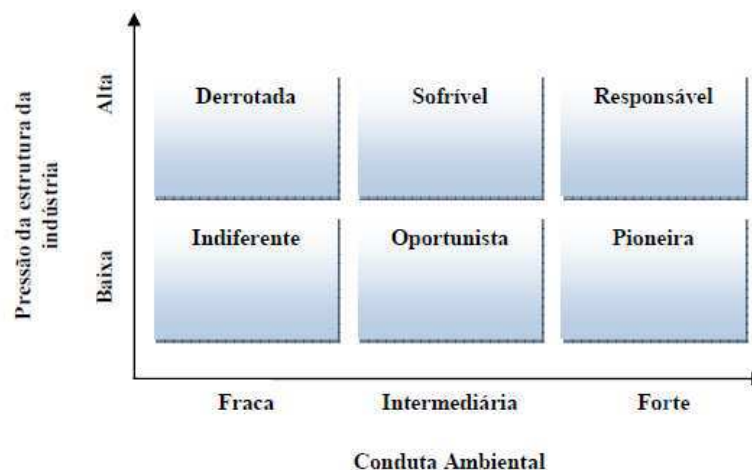 Pressão da estrutura da
indústria
Alta
Derrotada
Sofrível
Responsável
Baixa
Indiferente
Oportunista
Pioneira
Fraca
Intermediária
Forte
Conduta Ambiental